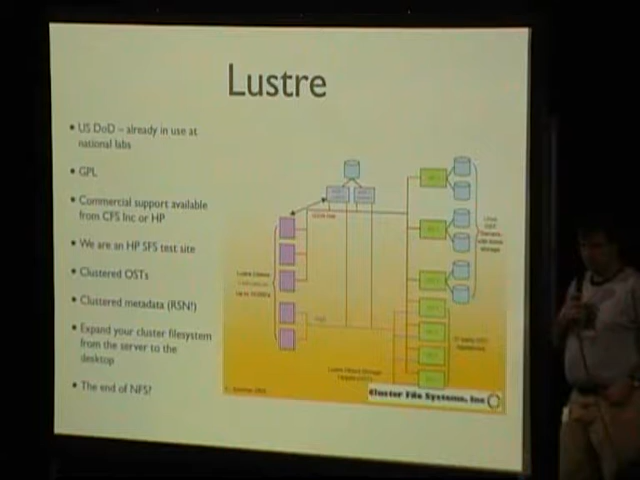 Lustre
• US DoD – already in use at
national labs
• GPL
• Commercial support available
from CFS Inc or HP
• We are an HP SFS test site
• Clustered OSTs
• Clustered metadata (RSN!)
• Expand your cluster filesystem
from the server to the
desktop
• The end of NFS?
Cluster File Systems, Inc